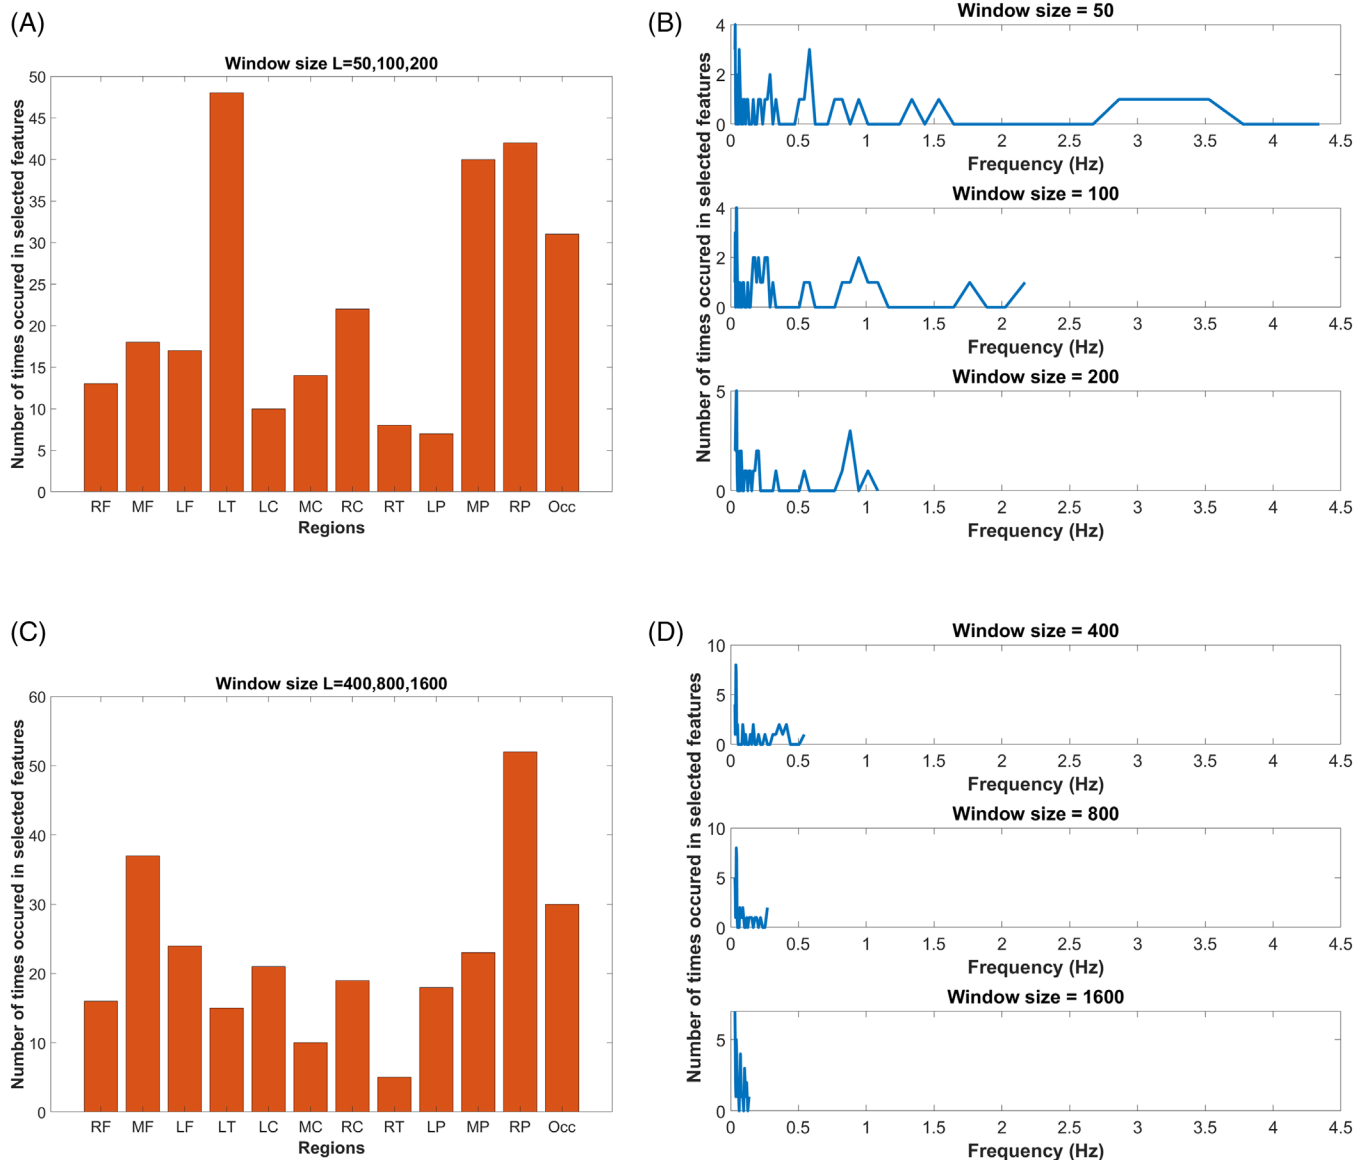 (A)
Window size L=50,100,200
Number of times occured in selected features
50
45
40
35
30
25
20
15
10
5
0
RF MF LF LT LC MC RC RT LP MP RP Occ
Regions
(B)
Number of times occured in selected features
Window size = 50
4
2
0
0 0.5 1 1.5 2 2.5 3 3.5 4 4.5
Frequency (Hz)
Window size = 100
4
2
0
0 0.5 1 1.5 2 2.5 3 3.5 4 4.5
Frequency (Hz)
Window size = 200
5
0
0 0.5 1 1.5 2 2.5 3 3.5 4 4.5
Frequency (Hz)
(C)
Window size L=400,800,1600
Number of times occured in selected features
60
50
40
30
20
10
0
RF MF LF LT LC MC RC RT LP MP RP Occ
Regions
(D)
Number of times occured in selected features
Window size = 400
10
5
0
0 0.5 1 1.5 2 2.5 3 3.5 4 4.5
Frequency (Hz)
Window size = 800
10
5
0
0 0.5 1 1.5 2 2.5 3 3.5 4 4.5
Frequency (Hz)
Window size = 1600
5
0
0 0.5 1 1.5 2 2.5 3 3.5 4 4.5
Frequency (Hz)